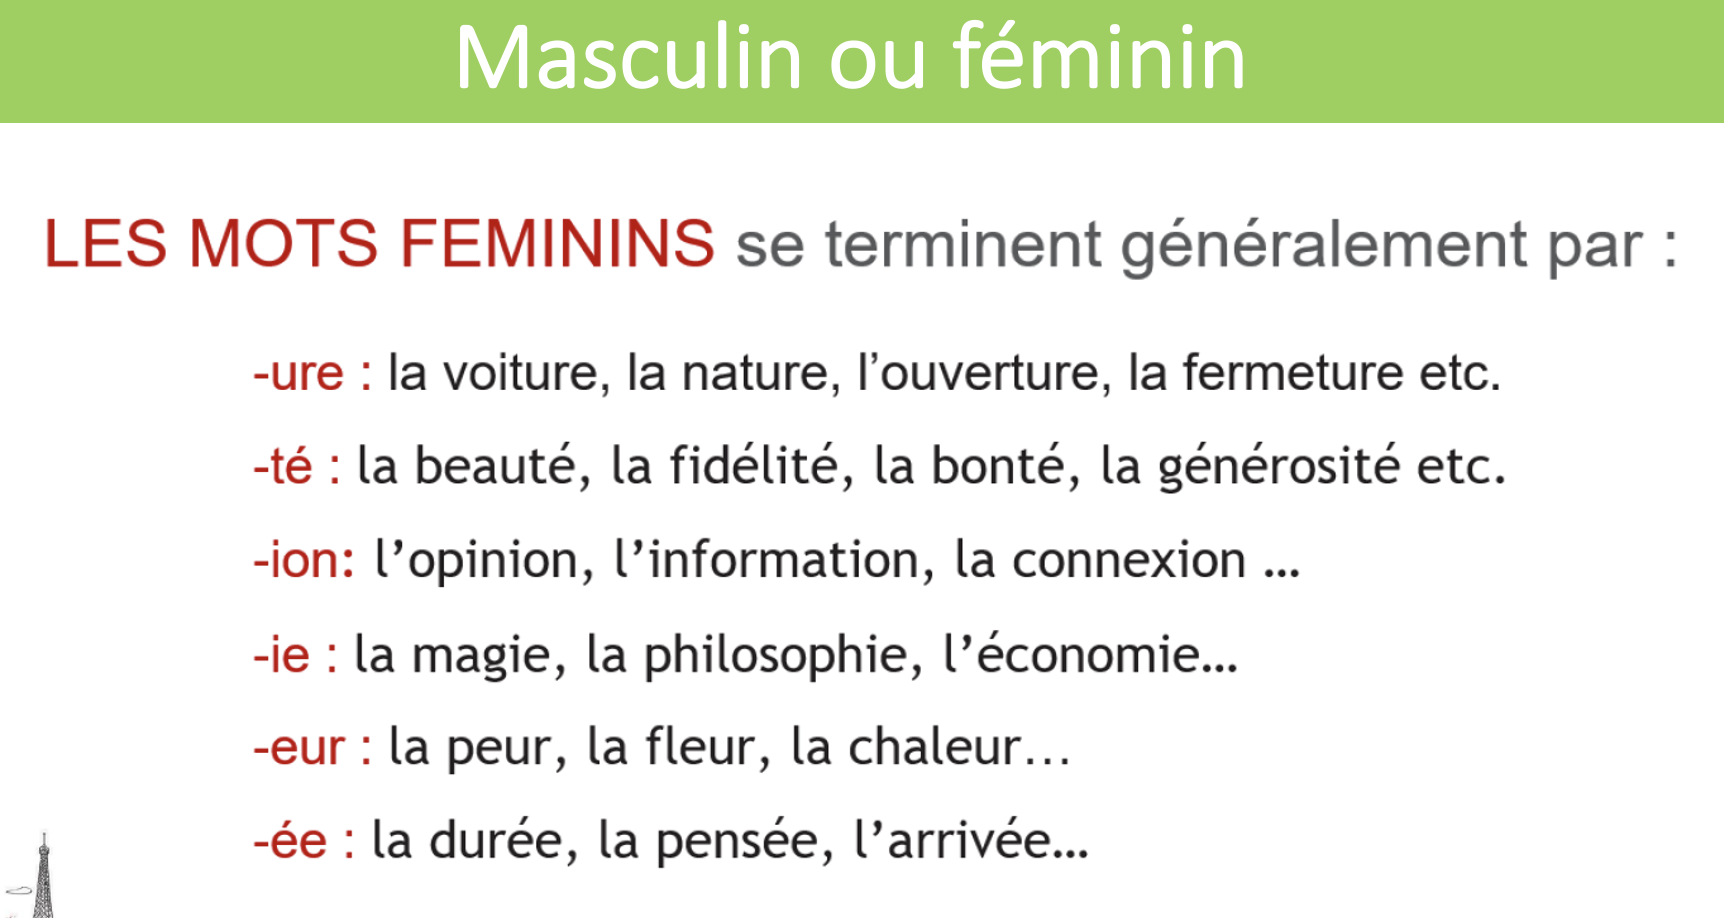 Masculin ou féminin
LES MOTS FEMININS se terminent généralement par :
-ure : la voiture, la nature, l’ouverture, la fermeture etc.
-té : la beauté, la fidélité, la bonté, la générosité etc.
-ion: l’opinion, l’information, la connexion ...
-ie : la magie, la philosophie, l’économie...
-eur : la peur, la fleur, la chaleur...
-ée : la durée, la pensée, l’arrivée...